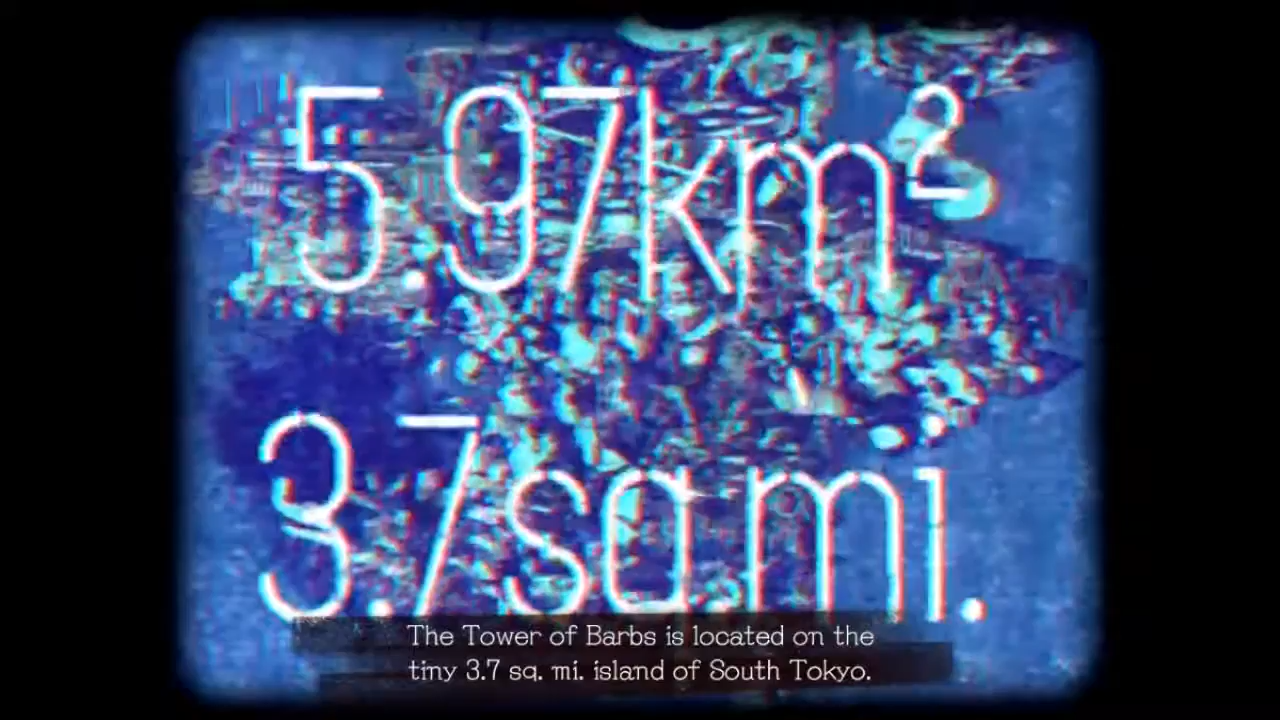 5.97km²
3.7sq.mi.
The Tower of Barbs is located on the
tiny 3.7 sq. mi. island of South Tokyo.